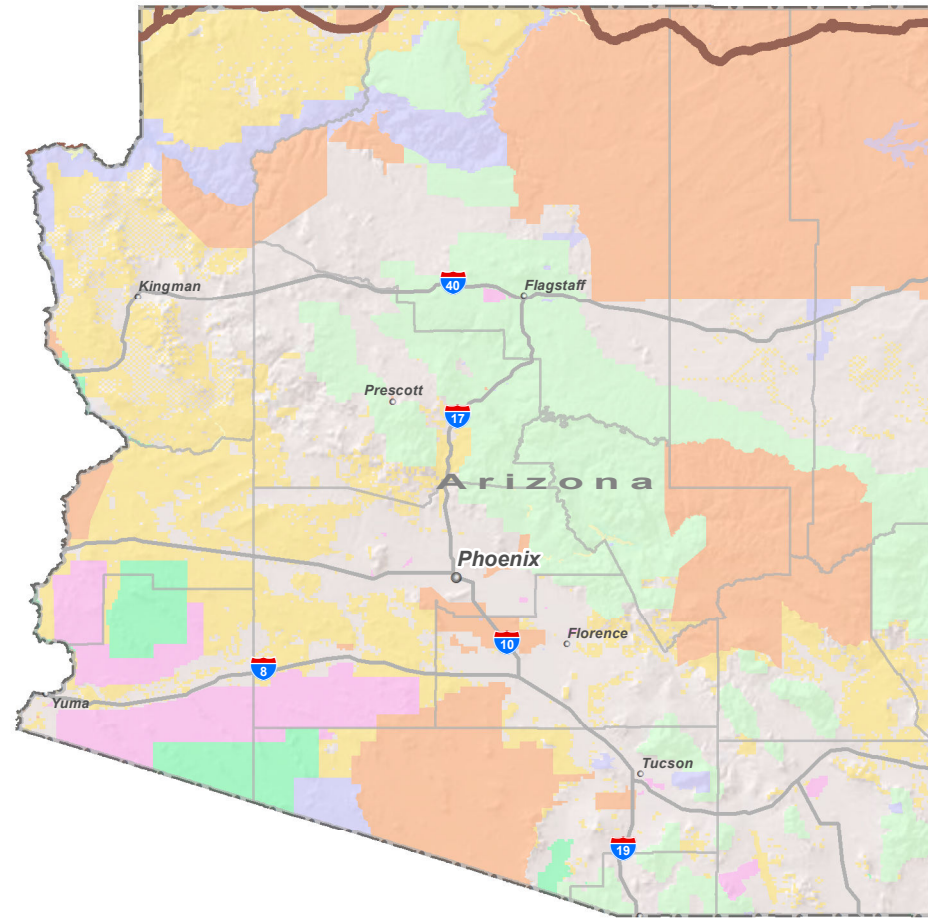 Kingman
40
Flagstaff
Prescott
17
Arizona
Phoenix
Florence
10
8
Yuma
Tucson
19